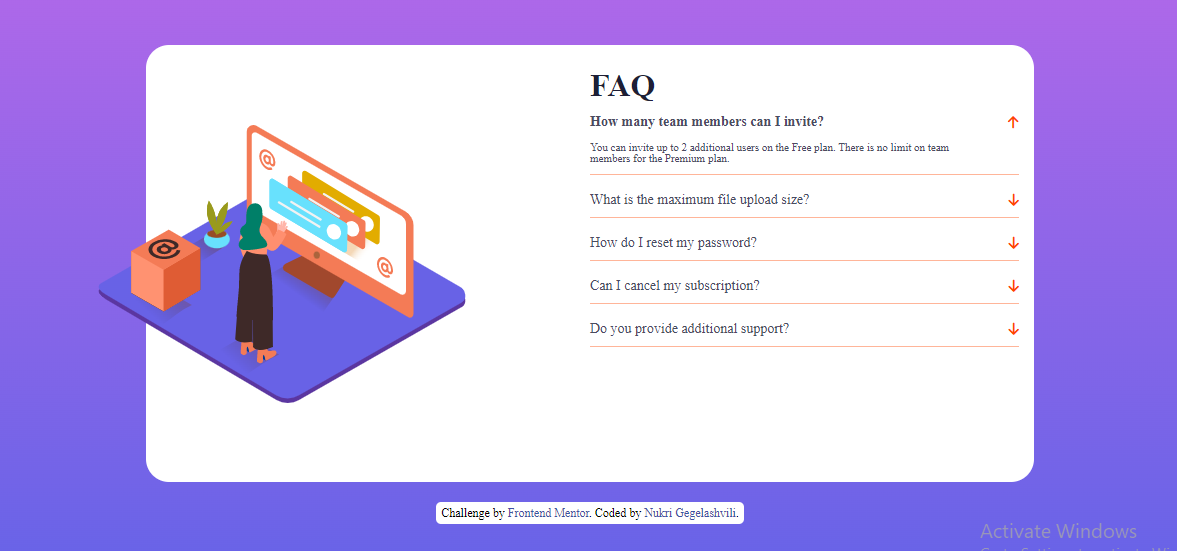 FAQ
How many team members can I invite?
You can invite up to 2 additional users on the Free plan. There is no limit on team
members for the Premium plan.
What is the maximum file upload size?
How do I reset my password?
Can I cancel my subscription?
Do you provide additional support?
Challenge by Frontend Mentor. Coded by Nukri Gegelashvili.
Activate Windows